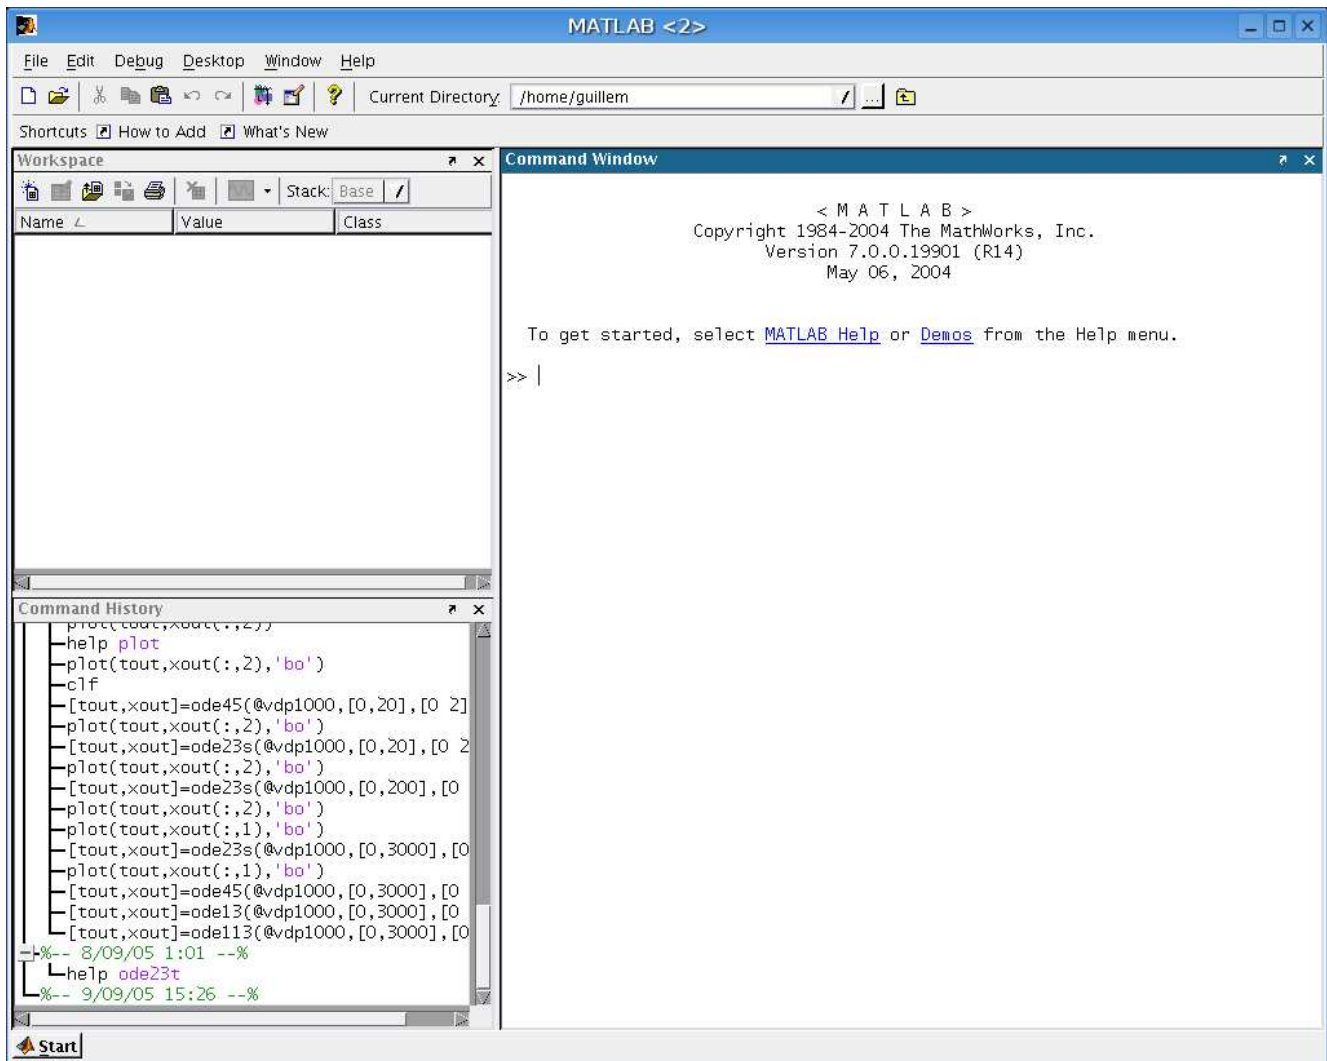 MATLAB <2>
File Edit Debug Desktop Window Help
Current Directory: /home/guillem ...
Shortcuts How to Add What's New
Workspace
Stack: Base
Name Value Class
Command Window
< M A T L A B >
Copyright 1984-2004 The MathWorks, Inc.
Version 7.0.0.19901 (R14)
May 06, 2004
To get started, select MATLAB Help or Demos from the Help menu.
>>
Command History
plot(tout,xout(:,2))
help plot
plot(tout,xout(:,2),'bo')
clf
[tout,xout]=ode45(@vdp1000,[0,20],[0 2]
plot(tout,xout(:,2),'bo')
[tout,xout]=ode23s(@vdp1000,[0,20],[0 2
plot(tout,xout(:,2),'bo')
[tout,xout]=ode23s(@vdp1000,[0,200],[0
plot(tout,xout(:,2),'bo')
plot(tout,xout(:,1),'bo')
[tout,xout]=ode23s(@vdp1000,[0,3000],[0
plot(tout,xout(:,1),'bo')
[tout,xout]=ode45(@vdp1000,[0,3000],[0
[tout,xout]=ode13(@vdp1000,[0,3000],[0
[tout,xout]=ode113(@vdp1000,[0,3000],[0
%-- 8/09/05 1:01 --%
help ode23t
%-- 9/09/05 15:26 --%
Start